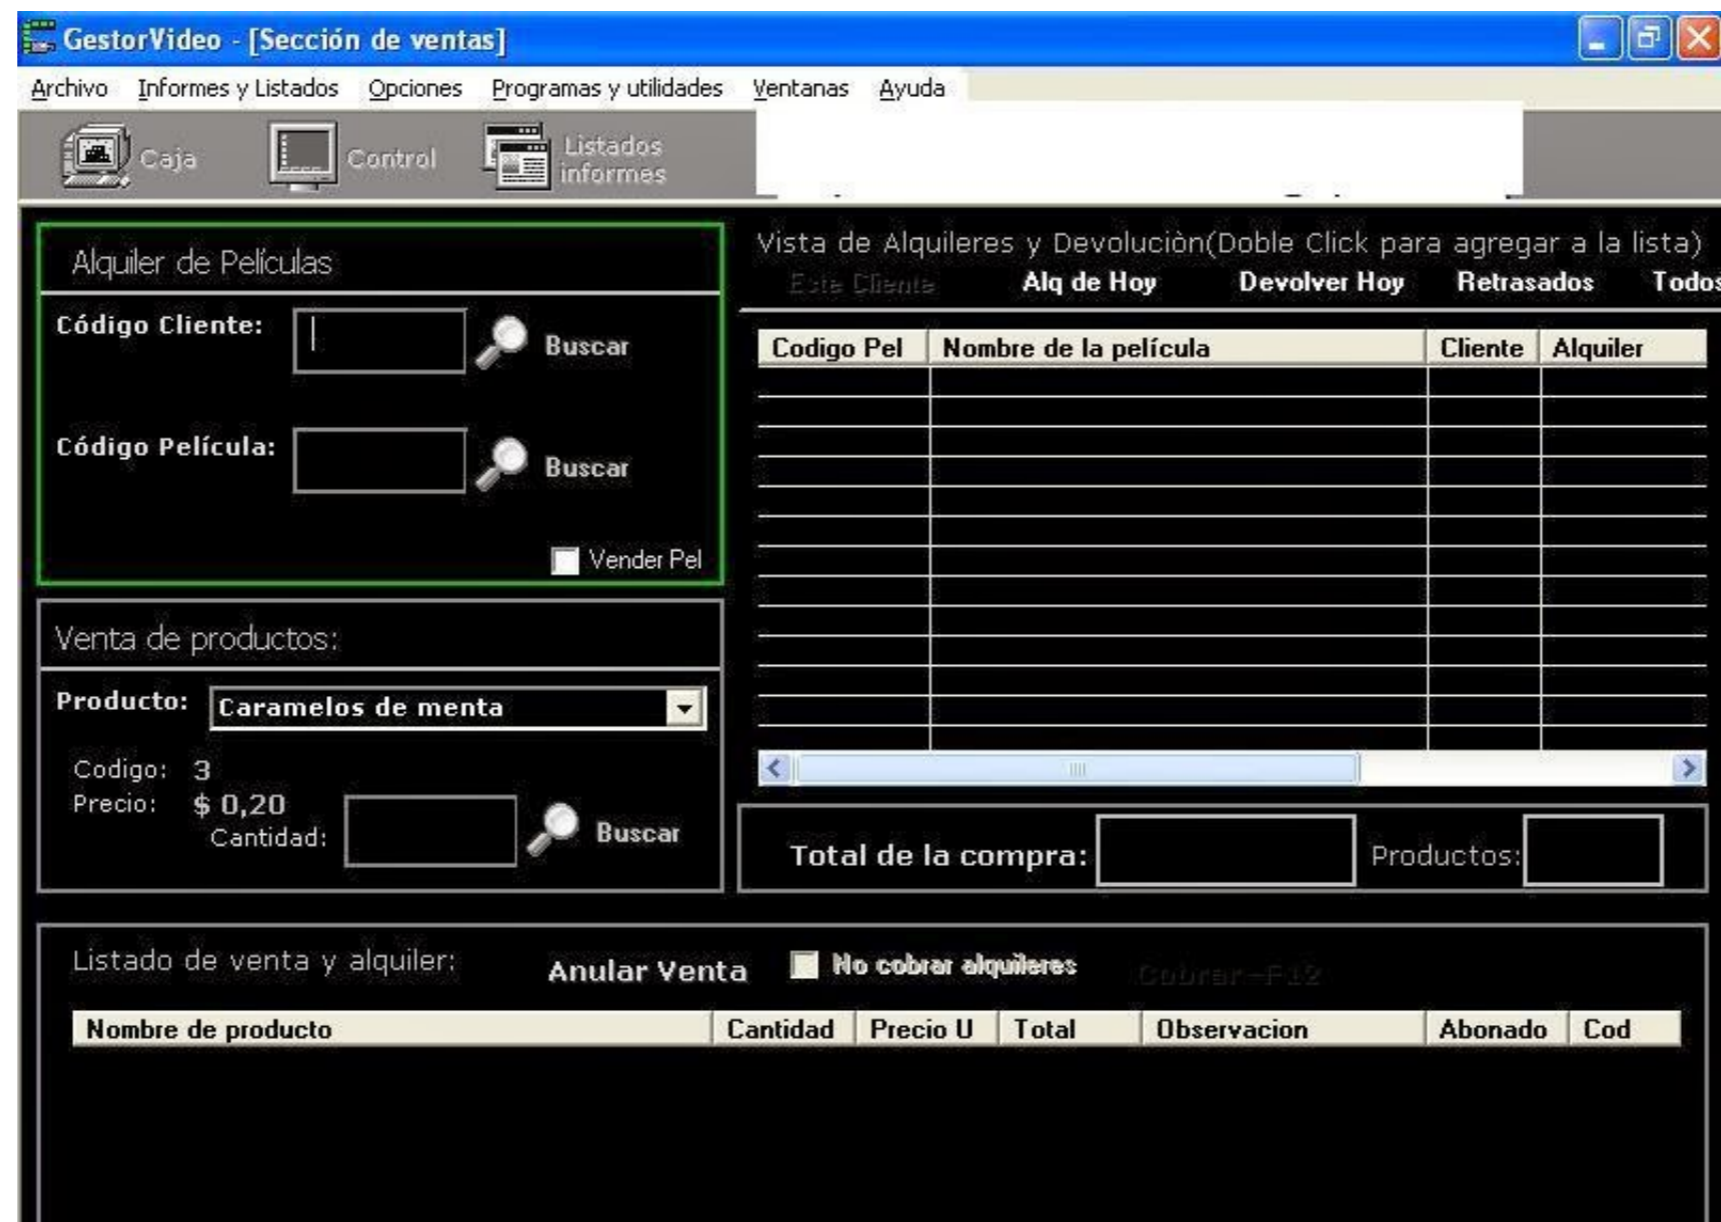 GestorVideo - [Sección de ventas]
Archivo Informes y Listados Opciones Programas y utilidades Ventanas Ayuda
Caja Control Listados informes
Alquiler de Películas
Código Cliente: Buscar
Código Película: Buscar
Vender Pel
Venta de productos:
Producto: Caramelos de menta
Codigo: 3
Precio: $ 0,20
Cantidad: Buscar
Vista de Alquileres y Devoluciòn(Doble Click para agregar a la lista)
Este Cliente Alq de Hoy Devolver Hoy Retrasados Todos
Codigo Pel Nombre de la película Cliente Alquiler
Total de la compra: Productos:
Listado de venta y alquiler: Anular Venta No cobrar alquileres Cobrar-F12
Nombre de producto Cantidad Precio U Total Observacion Abonado Cod